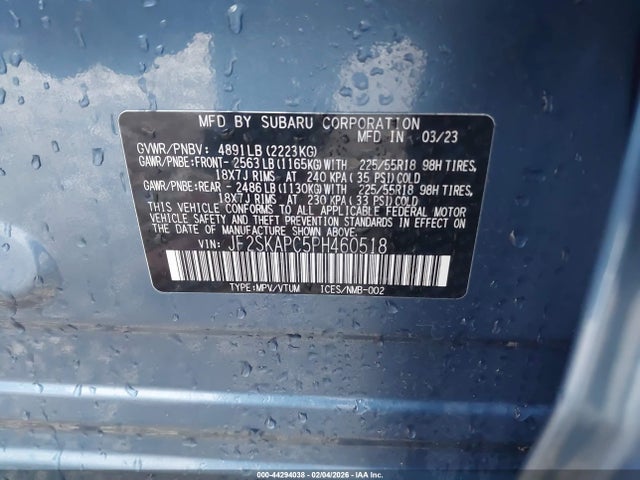 MFD BY SUBARU CORPORATION
MFD IN 03/23
GVWR/PNBV: 4891LB (2223KG)
GAWR/PNBE:FRONT- 2563LB (1165KG)WITH 225/55R18 98H TIRES,
18X7J RIMS AT 240 KPA( 35 PSI)COLD
GAWR/PNBE:REAR - 2486LB (1130KG)WITH 225/55R18 98H TIRES,
18X7J RIMS AT 230 KPA( 33 PSI)COLD
THIS VEHICLE CONFORMS TO ALL APPLICABLE FEDERAL MOTOR
VEHICLE SAFETY AND THEFT PREVENTION STANDARDS IN EFFECT ON
THE DATE OF MANUFACTURE SHOWN ABOVE.
VIN: JF2SKAPC5PH460518
TYPE:MPV/VTUM ICES/NMB-002
000-44294038 - 02/04/2026 - IAA Inc.